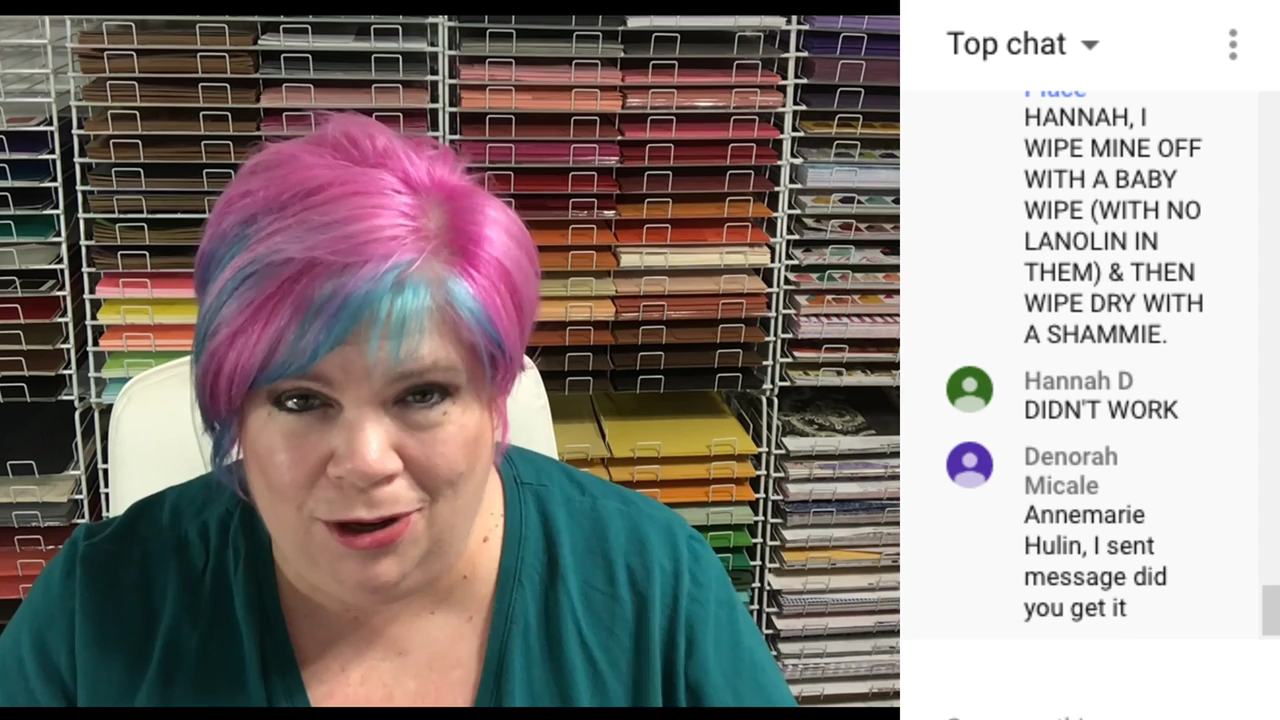 Top chat
Place
HANNAH, I
WIPE MINE OFF
WITH A BABY
WIPE (WITH NO
LANOLIN IN
THEM) & THEN
WIPE DRY WITH
A SHAMMIE.
Hannah D
DIDN'T WORK
Denorah
Micale
Annemarie
Hulin, I sent
message did
you get it